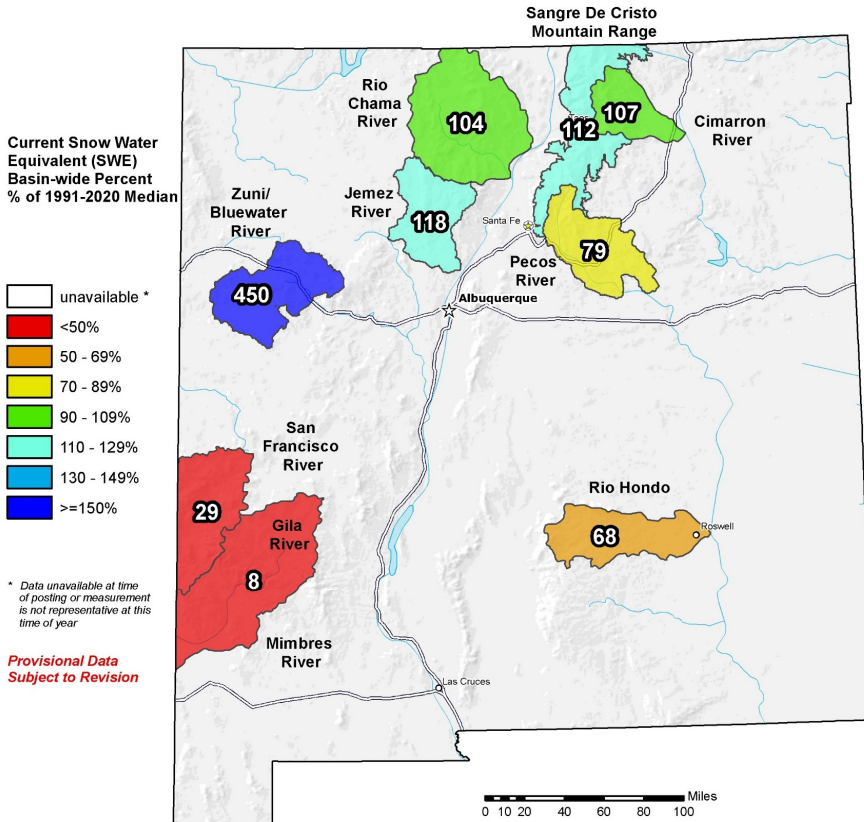 Sangre De Cristo
Mountain Range
Rio
Chama
River
104
107
112
Cimarron
River
Current Snow Water
Equivalent (SWE)
Basin-wide Percent
% of 1991-2020 Median
Zuni/
Bluewater
River
Jemez
River
118
Santa Fe
Pecos
River
79
450
Albuquerque
unavailable *
<50%
50 - 69%
70 - 89%
90 - 109%
110 - 129%
130 - 149%
>=150%
San
Francisco
River
29
Gila
River
8
Rio Hondo
68
Roswell
* Data unavailable at time
of posting or measurement
is not representative at this
time of year
Mimbres
River
Provisional Data
Subject to Revision
Las Cruces
Miles
0 10 20 40 60 80 100